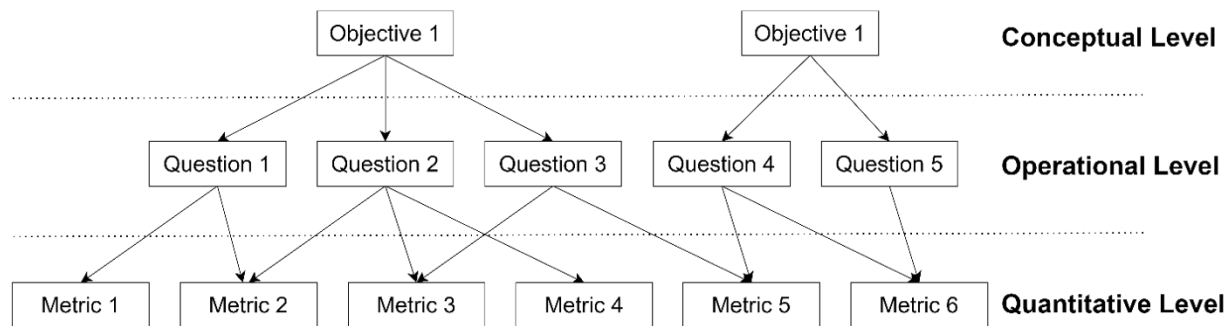 Objective 1
Objective 1
Conceptual Level
Question 1
Question 2
Question 3
Question 4
Question 5
Operational Level
Metric 1
Metric 2
Metric 3
Metric 4
Metric 5
Metric 6
Quantitative Level